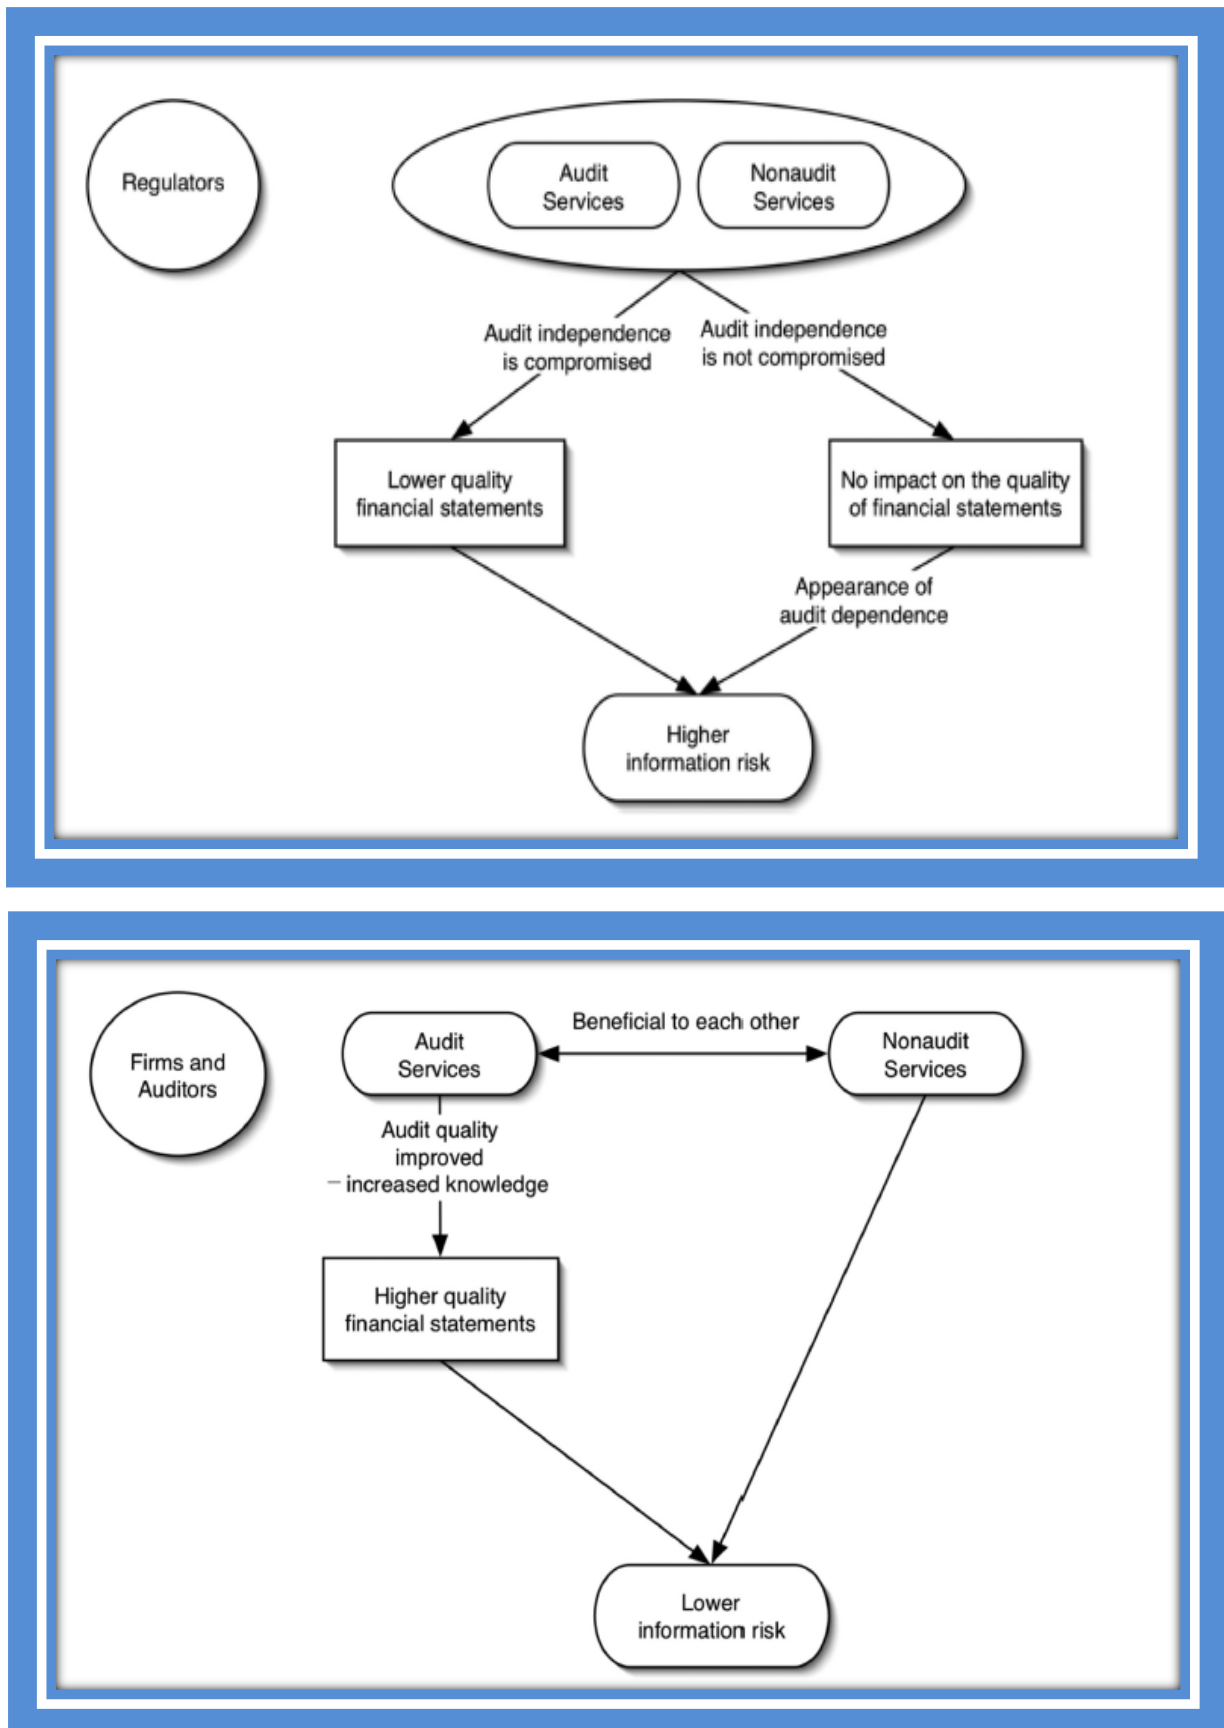 Regulators
Audit
Services
Nonaudit
Services
Audit independence
is compromised
Audit independence
is not compromised
Lower quality
financial statements
No impact on the quality
of financial statements
Appearance of
audit dependence
Higher
information risk
Firms and
Auditors
Audit
Services
Beneficial to each other
Nonaudit
Services
Audit quality
improved
– increased knowledge
Higher quality
financial statements
Lower
information risk